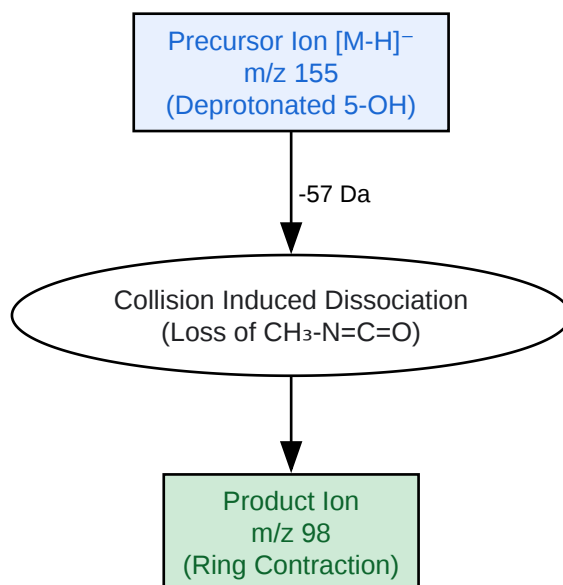 Precursor Ion [M-H]⁻
m/z 155
(Deprotonated 5-OH)
-57 Da
Collision Induced Dissociation
(Loss of CH₃-N=C=O)
Product Ion
m/z 98
(Ring Contraction)